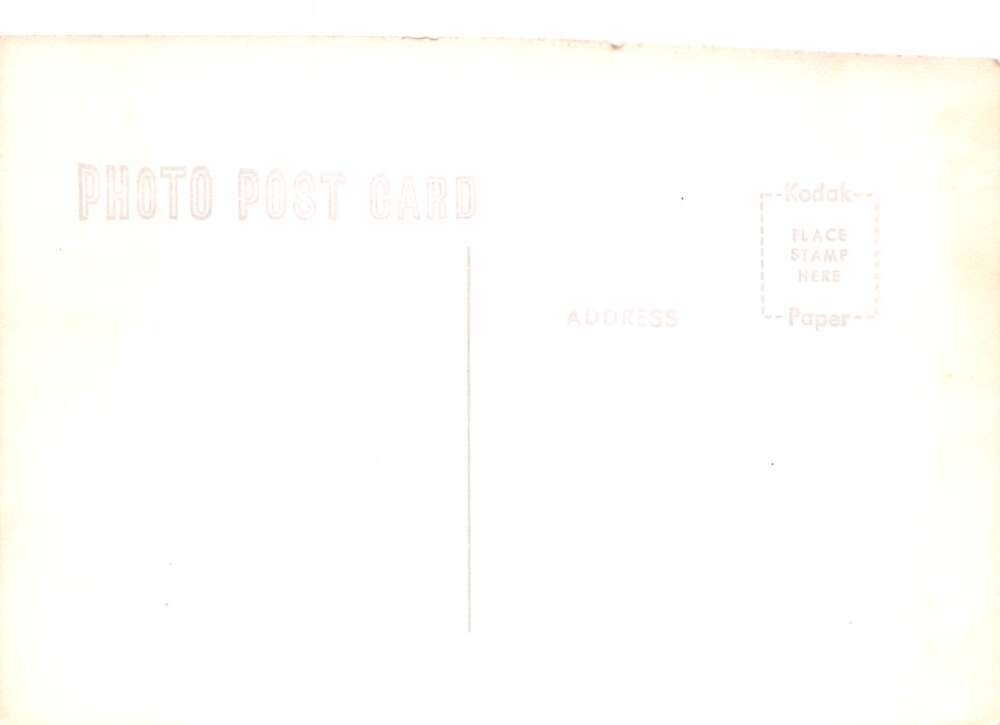 PHOTO POST CARD
Kodak
PLACE
STAMP
HERE
Paper
ADDRESS